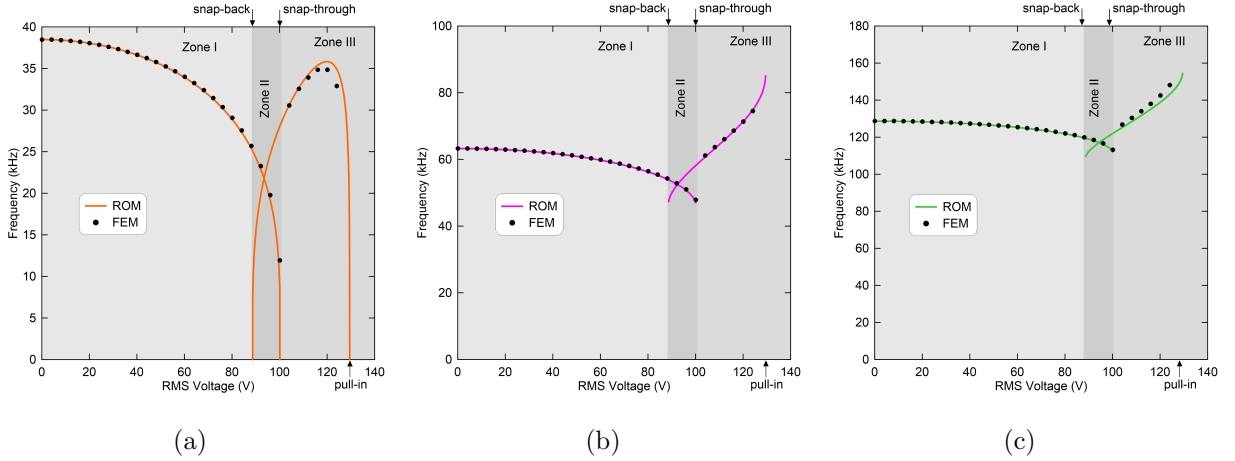 snap-back snap-through
40
35
30
25
20
15
10
5
0
Frequency (kHz)
Zone I
Zone II
Zone III
ROM
FEM
0 20 40 60 80 100 120 140
RMS Voltage (V)
pull-in
(a)
snap-back snap-through
100
80
60
40
20
0
Frequency (kHz)
Zone I
Zone II
Zone III
ROM
FEM
0 20 40 60 80 100 120 140
RMS Voltage (V)
pull-in
(b)
snap-back snap-through
180
160
140
120
100
80
60
40
20
0
Frequency (kHz)
Zone I
Zone II
Zone III
ROM
FEM
0 20 40 60 80 100 120 140
RMS Voltage (V)
pull-in
(c)